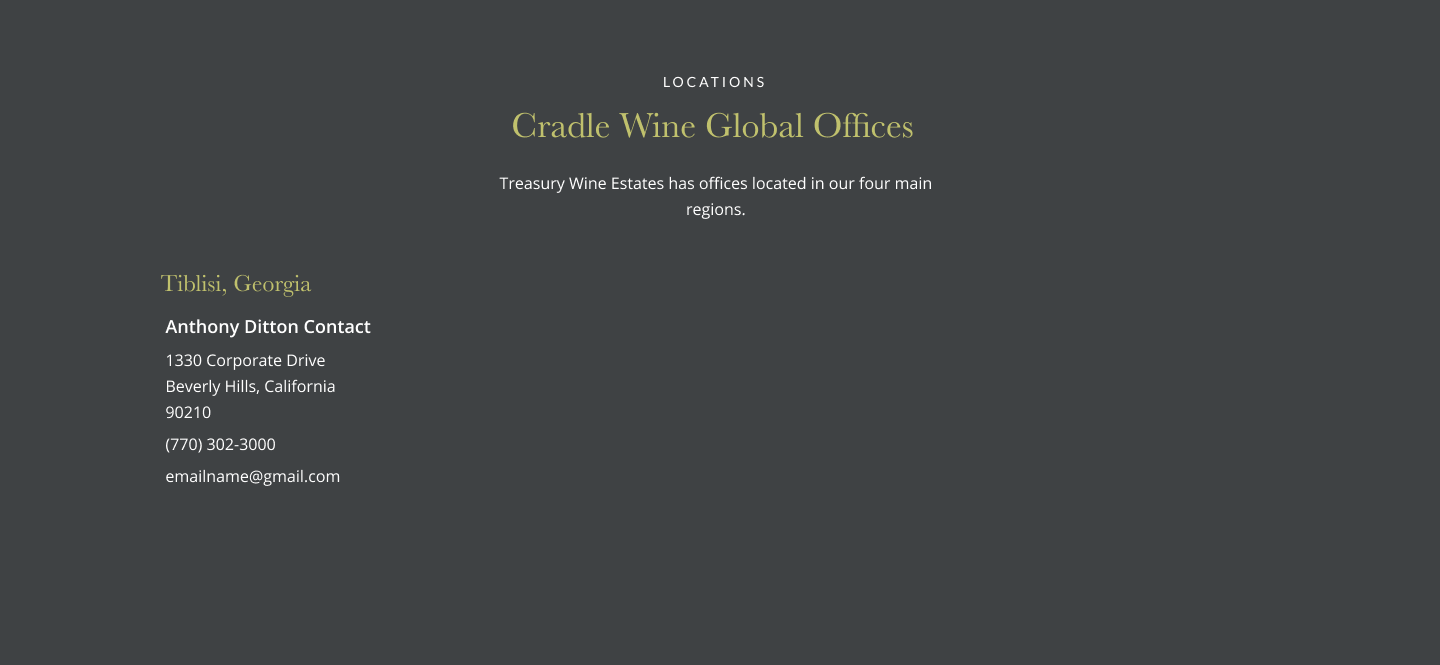 LOCATIONS
Cradle Wine Global Offices
Treasury Wine Estates has offices located in our four main
regions.
Tiblisi, Georgia
Anthony Ditton Contact
1330 Corporate Drive
Beverly Hills, California
90210
(770) 302-3000
emailname@gmail.com